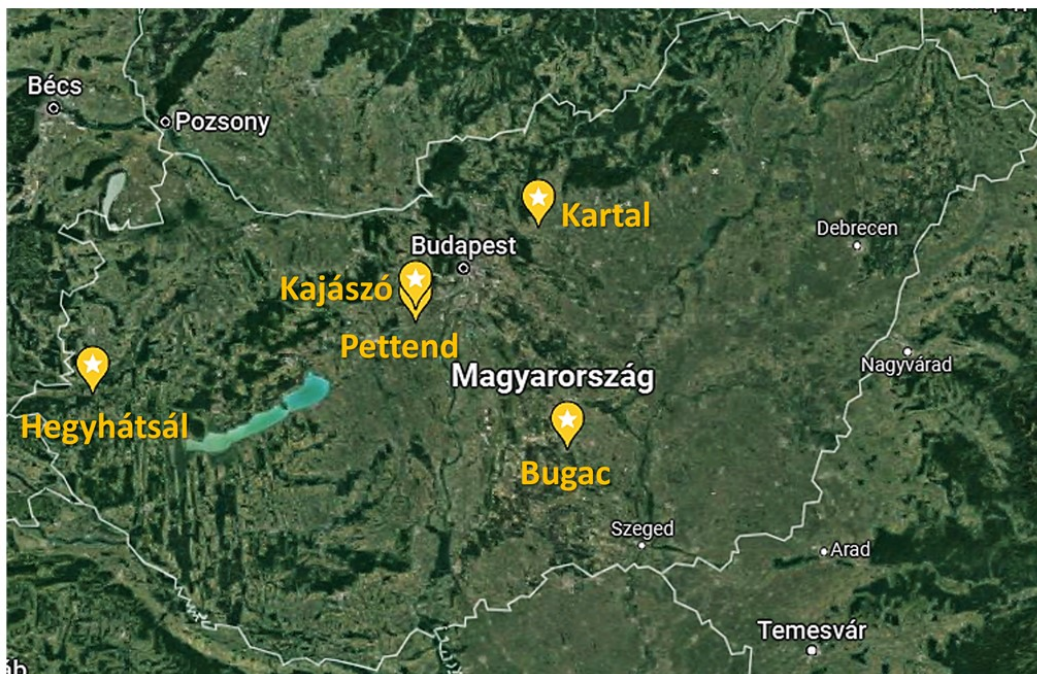 Bécs
Pozsony
Kartal
Debrecen
Budapest
Kajászó
Pettend
Nagyvárad
Magyarország
Hegyhátsál
Bugac
Szeged
Arad
Temesvár